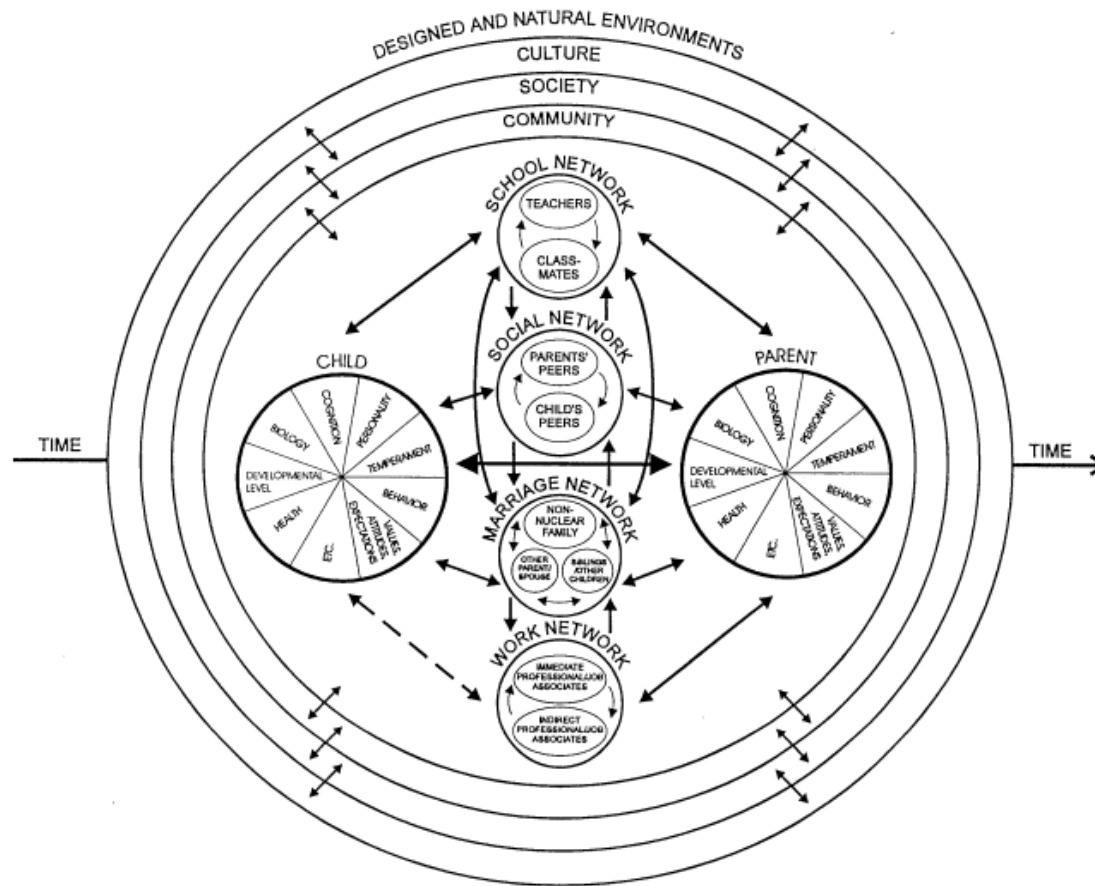 DESIGNED AND NATURAL ENVIRONMENTS
CULTURE
SOCIETY
COMMUNITY
SCHOOL NETWORK
TEACHERS
CLASS-
MATES
SOCIAL NETWORK
PARENTS'
PEERS
CHILD'S
PEERS
CHILD
BIOLOGY
COGNITION
PERSONALITY
TEMPERAMENT
BEHAVIOR
VALUES,
ATTITUDES,
EXPECTATIONS
ETC.
HEALTH
DEVELOPMENTAL
LEVEL
PARENT
BIOLOGY
COGNITION
PERSONALITY
TEMPERAMENT
BEHAVIOR
VALUES,
ATTITUDES,
EXPECTATIONS
ETC.
HEALTH
DEVELOPMENTAL
LEVEL
TIME
TIME
MARRIAGE NETWORK
NON-
NUCLEAR
FAMILY
OTHER
PARENT/
SPOUSE
SIBLINGS
/OTHER
CHILDREN
WORK NETWORK
IMMEDIATE
PROFESSIONAL/JOB
ASSOCIATES
INDIRECT
PROFESSIONAL/JOB
ASSOCIATES